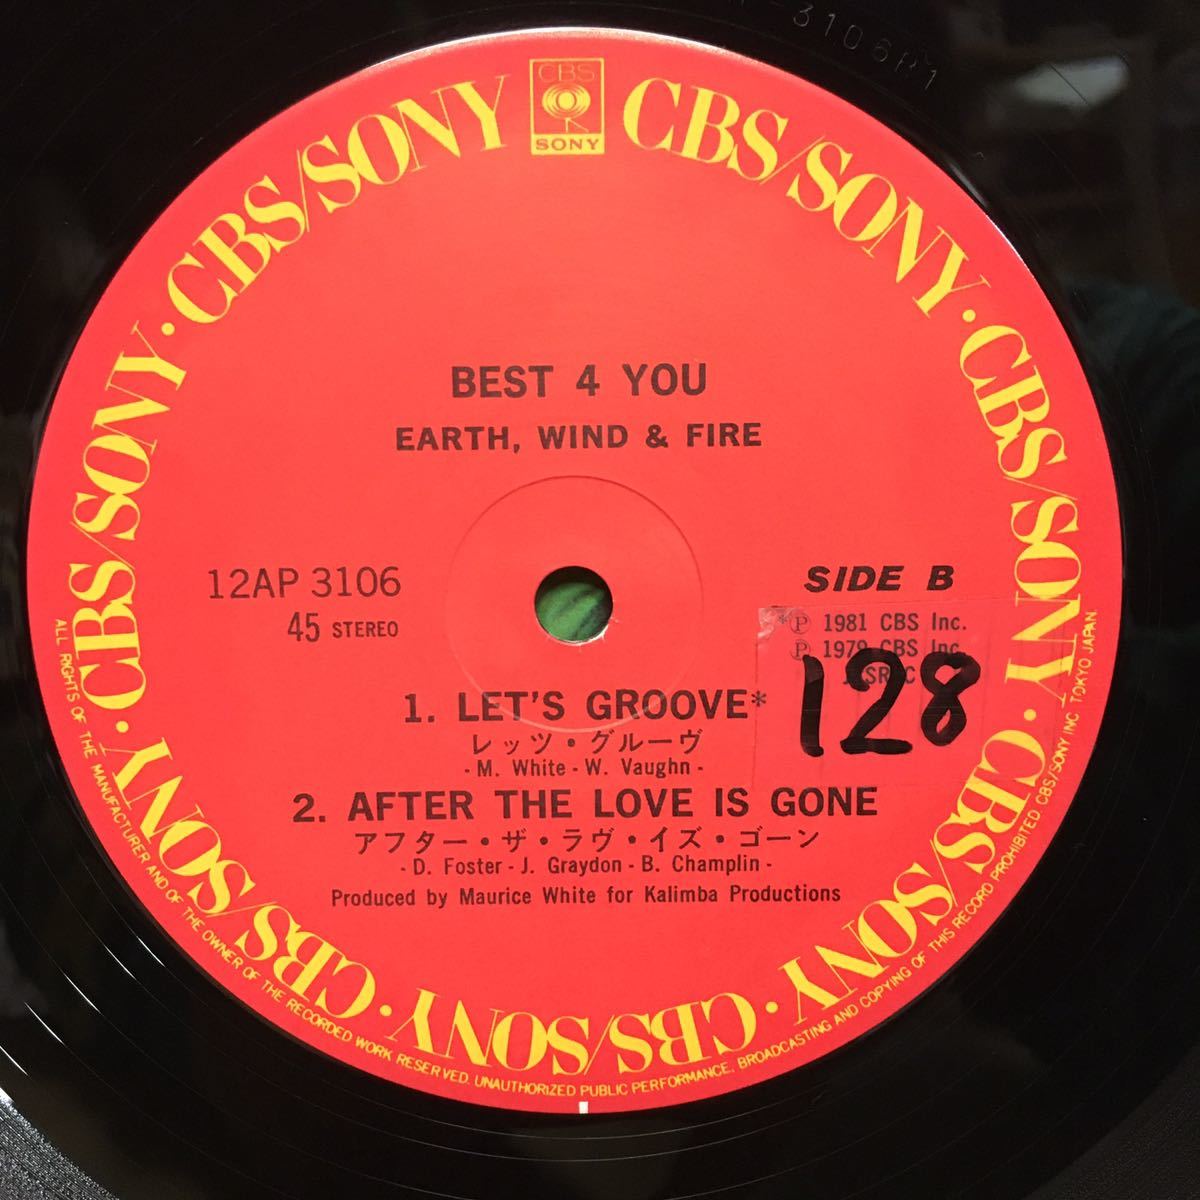 CBS
SONY
CBS/SONY · CBS/SONY · CBS/SONY · CBS/SONY · CBS/SONY · CBS/SONY · CBS/SONY · CBS/SONY
BEST 4 YOU
EARTH, WIND & FIRE
12AP 3106
45 STEREO
SIDE B
*Ⓟ 1981 CBS Inc.
Ⓟ 1979 CBS Inc.
128
1. LET'S GROOVE*
レッツ・グルーヴ
- M. White - W. Vaughn -
2. AFTER THE LOVE IS GONE
アフター・ザ・ラヴ・イズ・ゴーン
- D. Foster - J. Graydon - B. Champlin -
Produced by Maurice White for Kalimba Productions
ALL RIGHTS OF THE MANUFACTURER AND OF THE OWNER OF THE RECORDED WORK RESERVED. UNAUTHORIZED PUBLIC PERFORMANCE, BROADCASTING AND COPYING OF THIS RECORD PROHIBITED CBS/SONY INC TOKYO JAPAN.